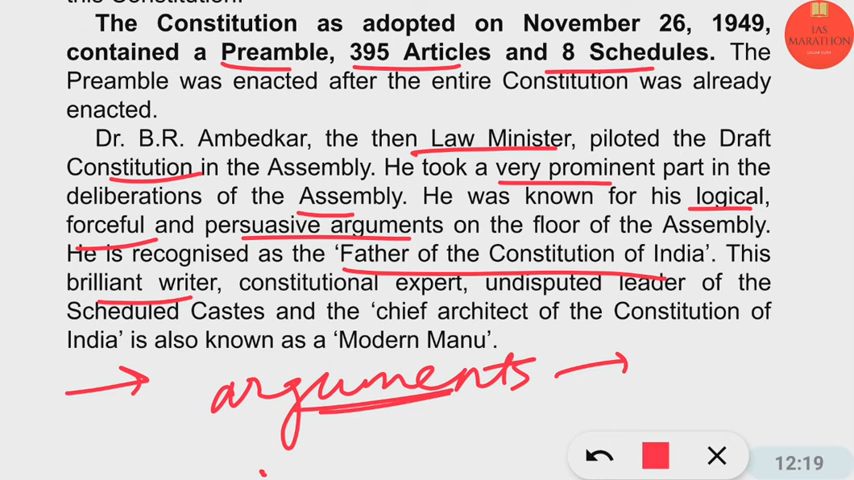 this Constitution.
The Constitution as adopted on November 26, 1949,
contained a Preamble, 395 Articles and 8 Schedules. The
Preamble was enacted after the entire Constitution was already
enacted.
Dr. B.R. Ambedkar, the then Law Minister, piloted the Draft
Constitution in the Assembly. He took a very prominent part in the
deliberations of the Assembly. He was known for his logical,
forceful and persuasive arguments on the floor of the Assembly.
He is recognised as the ‘Father of the Constitution of India’. This
brilliant writer, constitutional expert, undisputed leader of the
Scheduled Castes and the ‘chief architect of the Constitution of
India’ is also known as a ‘Modern Manu’.
arguments
IAS
MARATHON
12:19